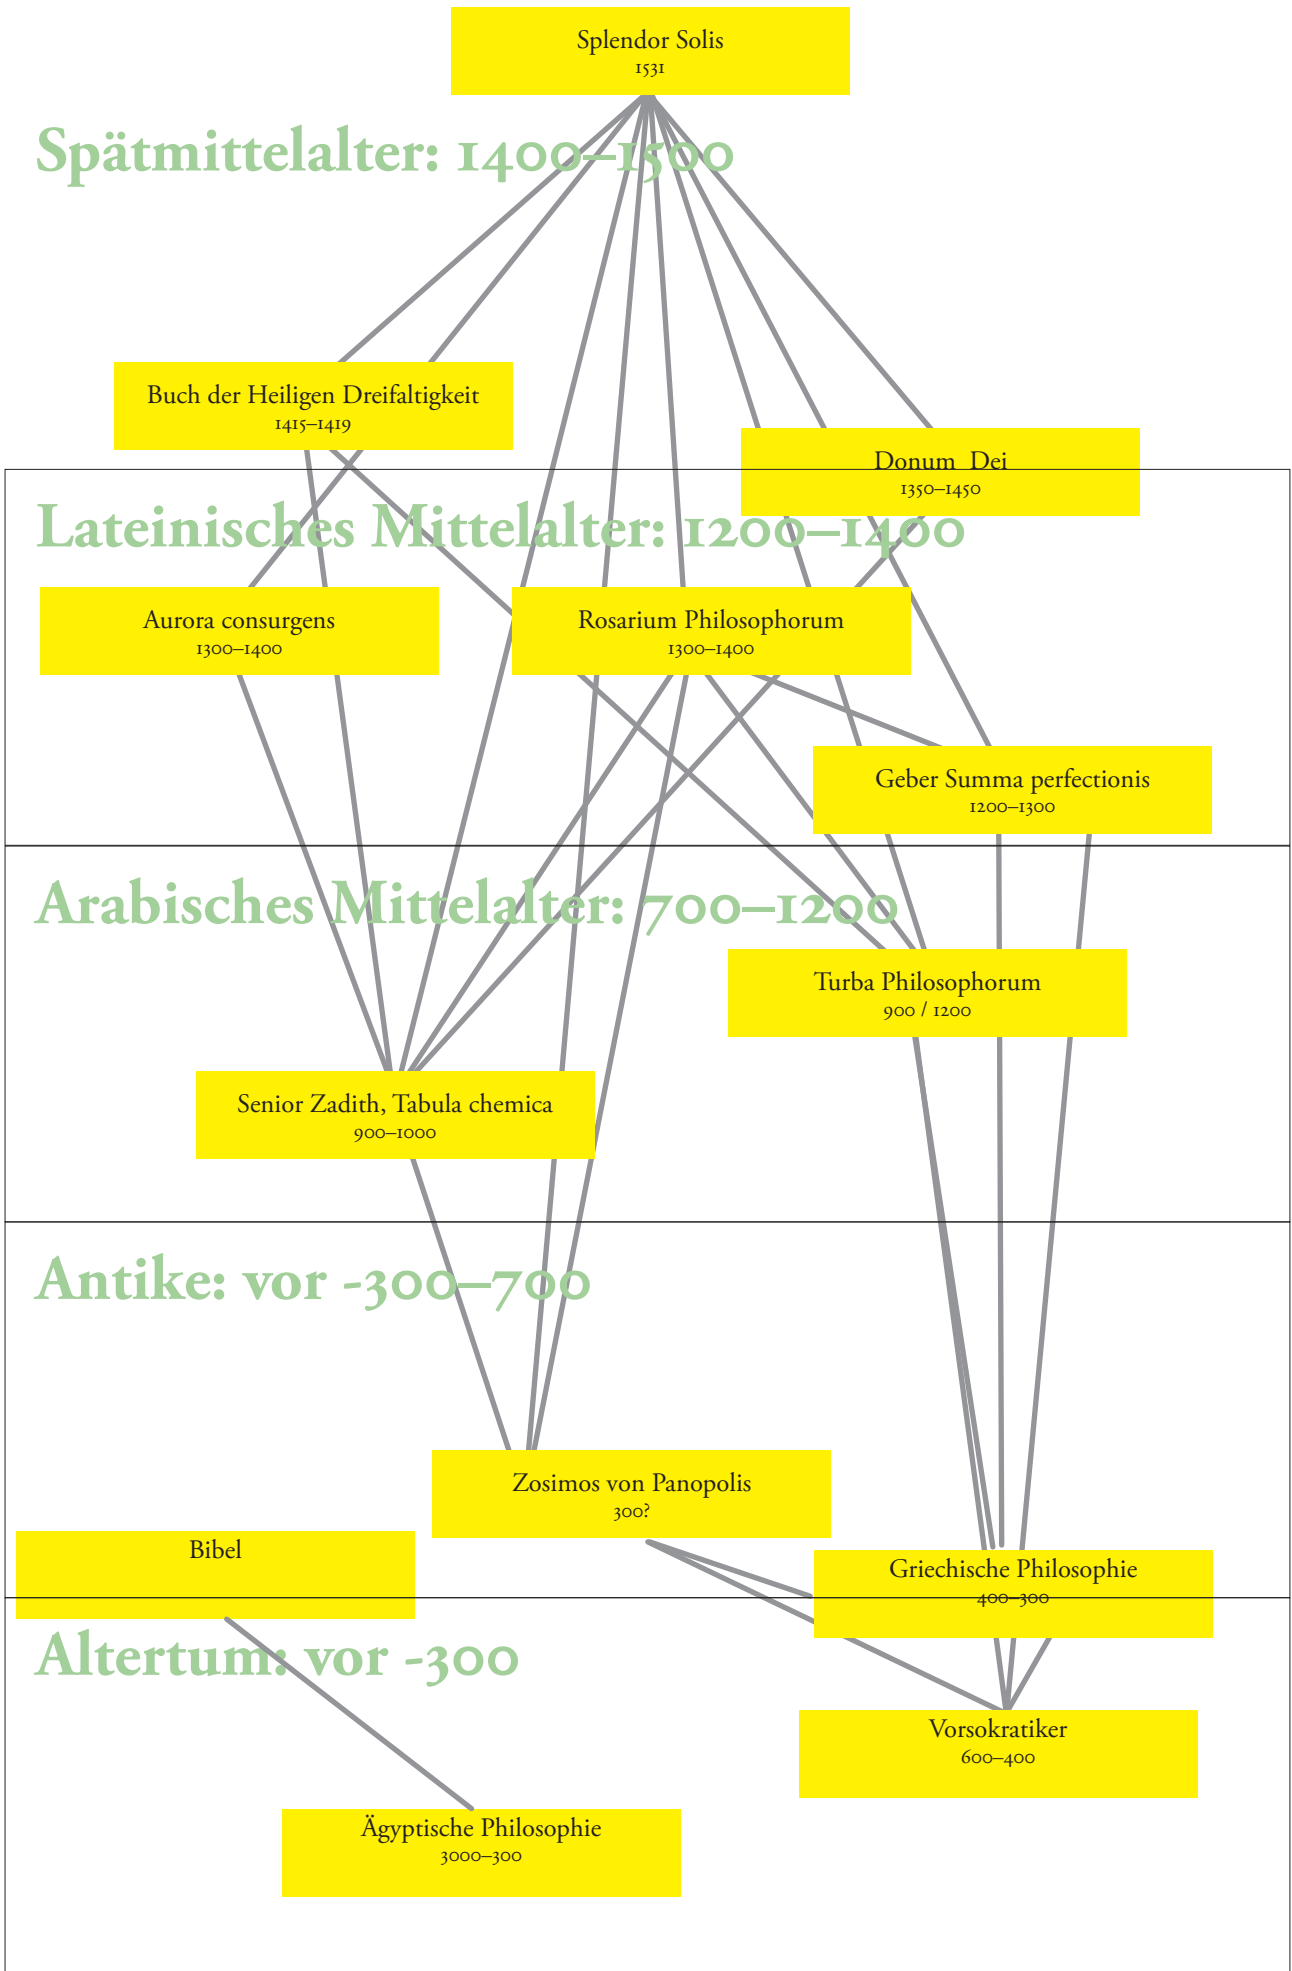 Splendor Solis
1531
Spätmittelalter: 1400–1500
Buch der Heiligen Dreifaltigkeit
1415–1419
Donum Dei
1350–1450
Lateinisches Mittelalter: 1200–1400
Aurora consurgens
1300–1400
Rosarium Philosophorum
1300–1400
Geber Summa perfectionis
1200–1300
Arabisches Mittelalter: 700–1200
Turba Philosophorum
900 / 1200
Senior Zadith, Tabula chemica
900–1000
Antike: vor -300–700
Zosimos von Panopolis
300?
Bibel
Griechische Philosophie
400–300
Altertum: vor -300
Vorsokratiker
600–400
Ägyptische Philosophie
3000–300